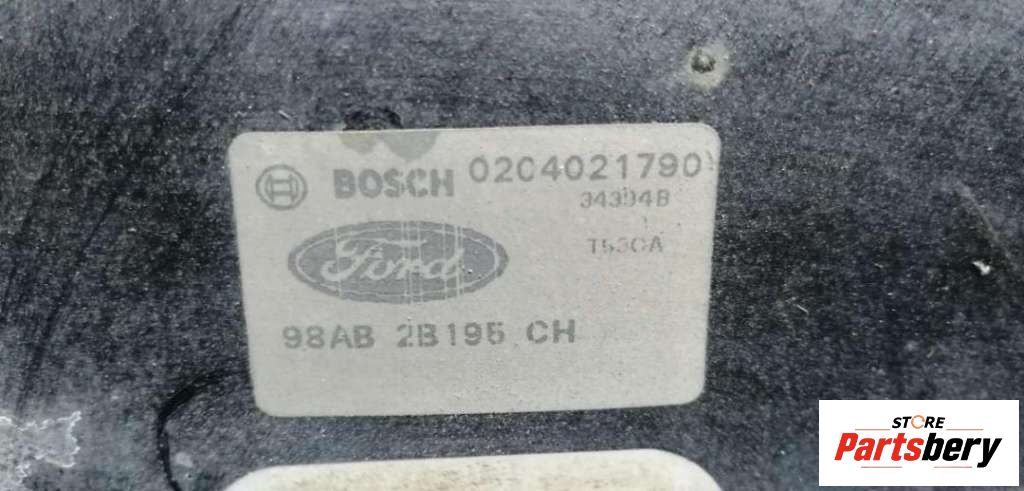 BOSCH 0204021790
34394B
T53CA
Ford
98AB 2B195 CH
STORE
Partsbery